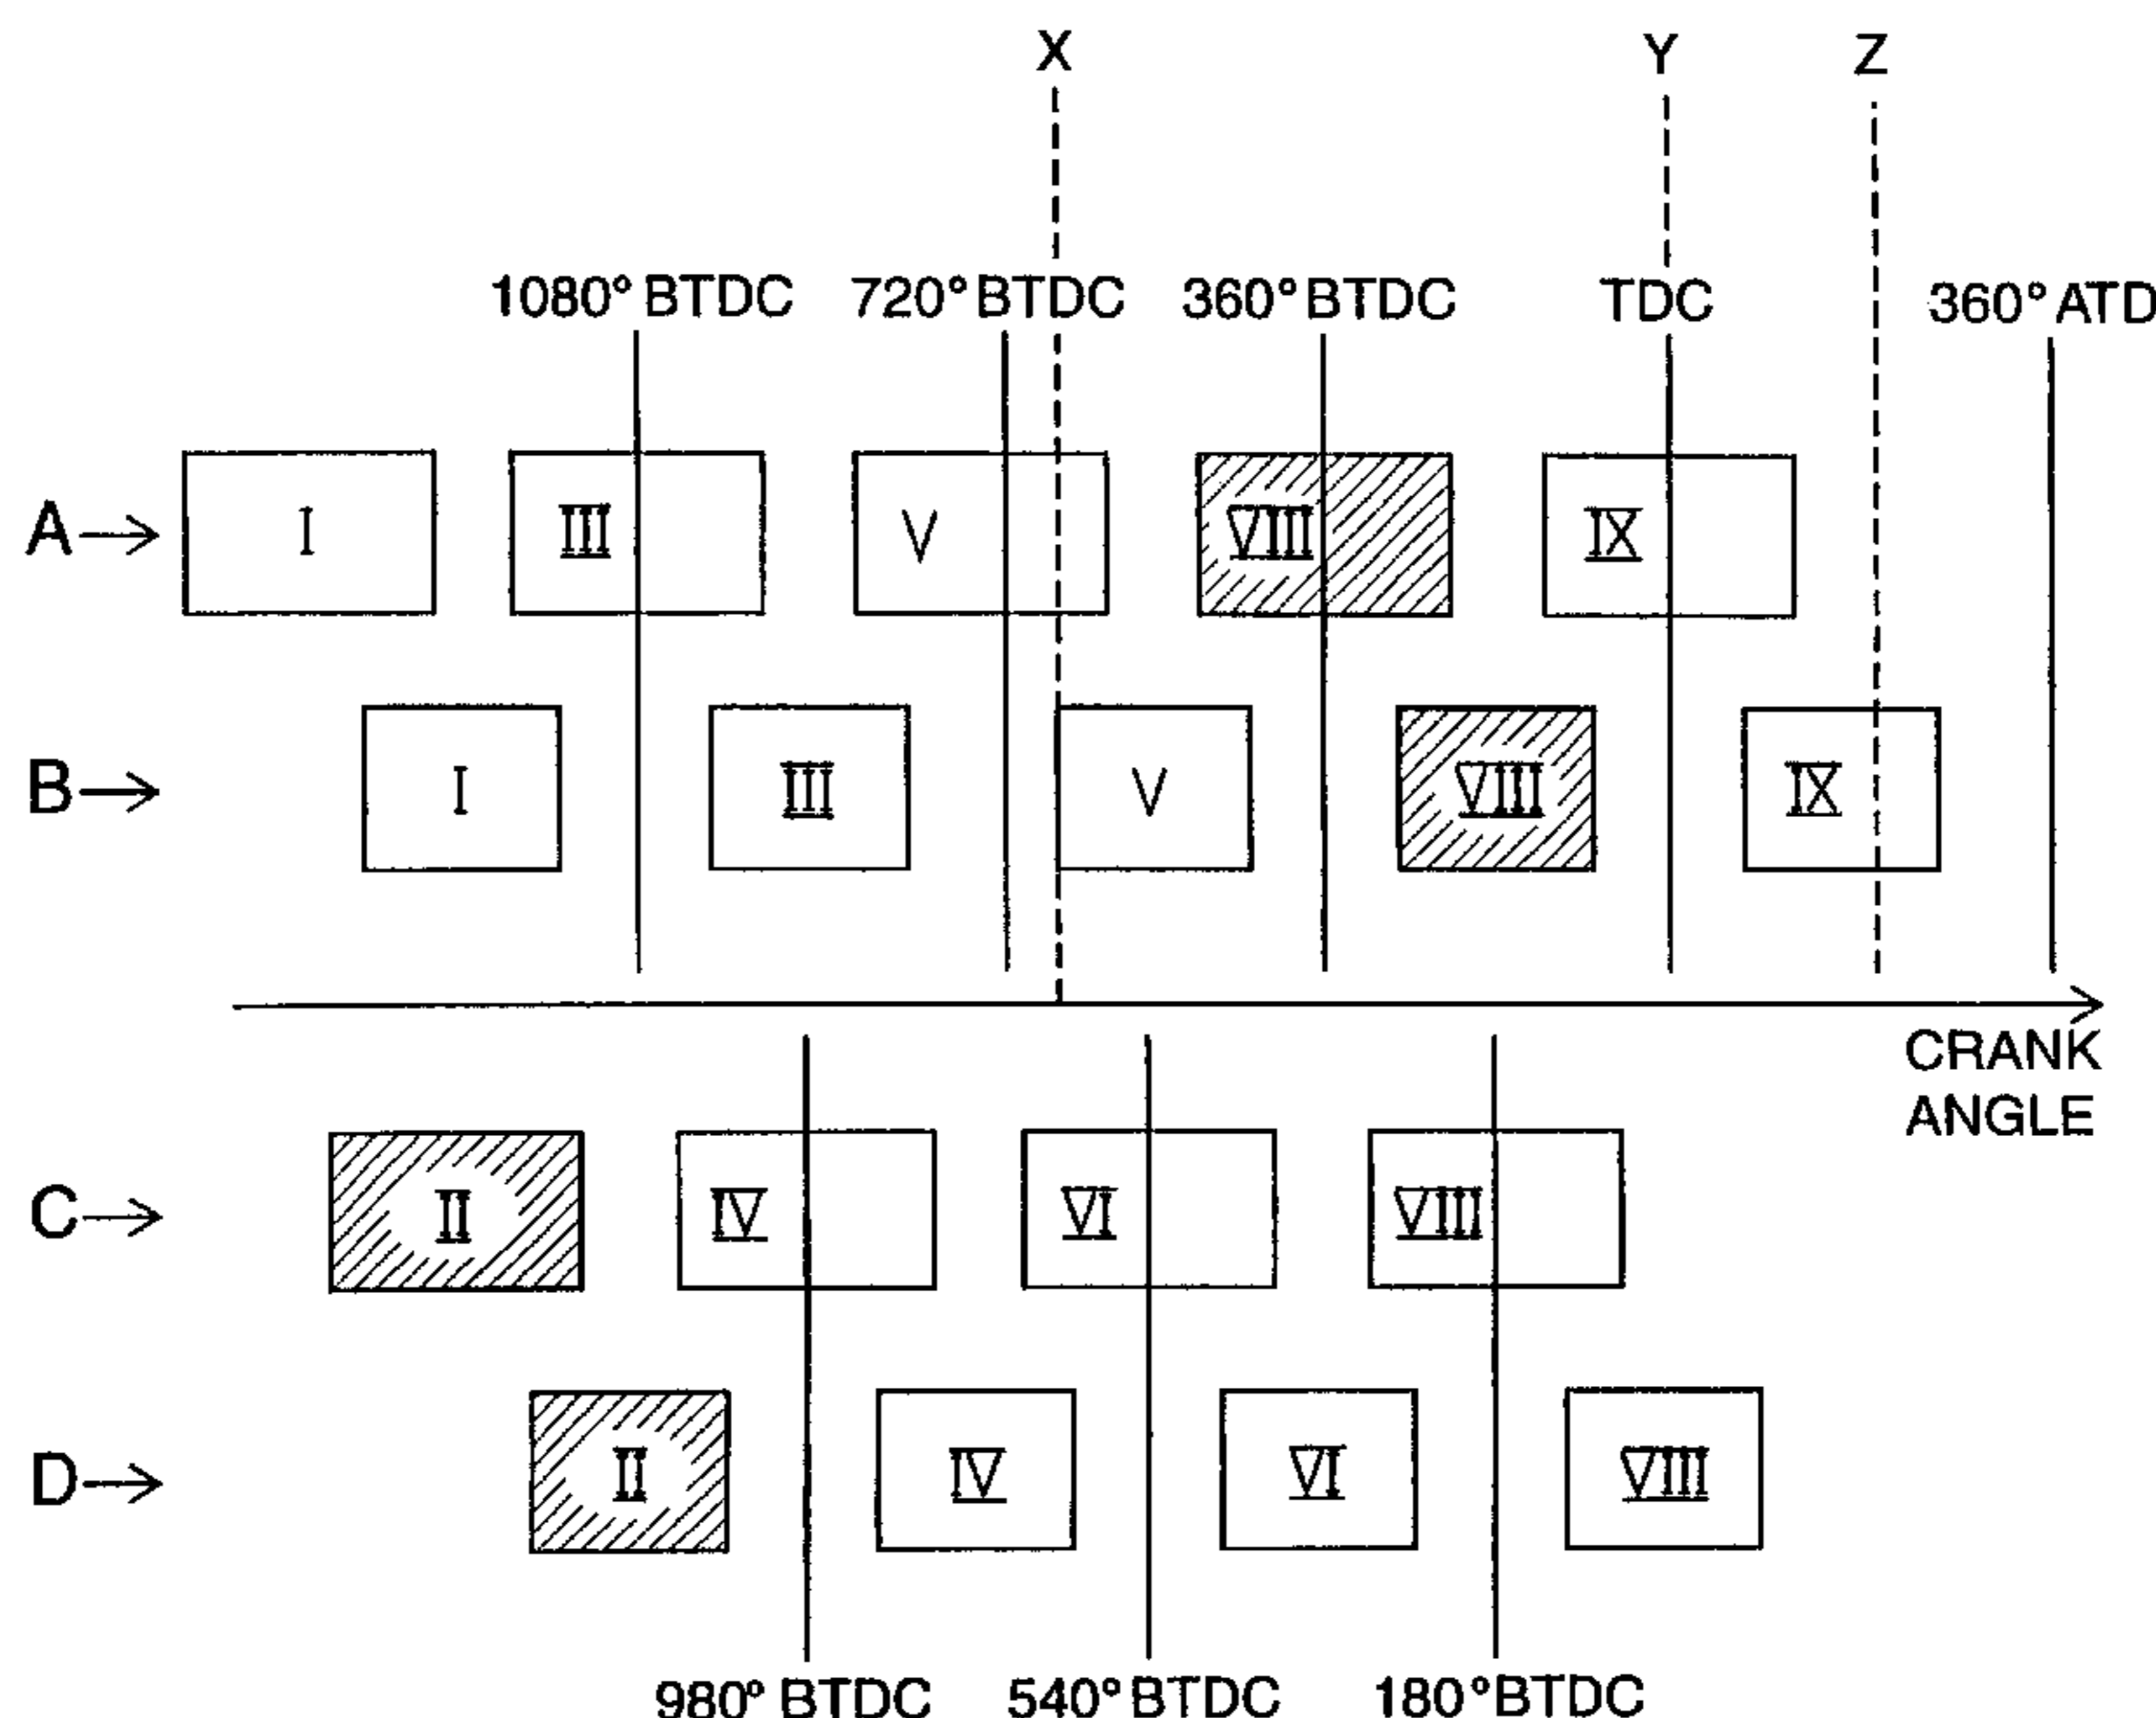 X Y Z
1080° BTDC 720° BTDC 360° BTDC TDC 360° ATD
A I III V VIII IX
B I III V VIII IX
CRANK
ANGLE
C II IV VI VIII
D II IV VI VIII
980° BTDC 540° BTDC 180° BTDC